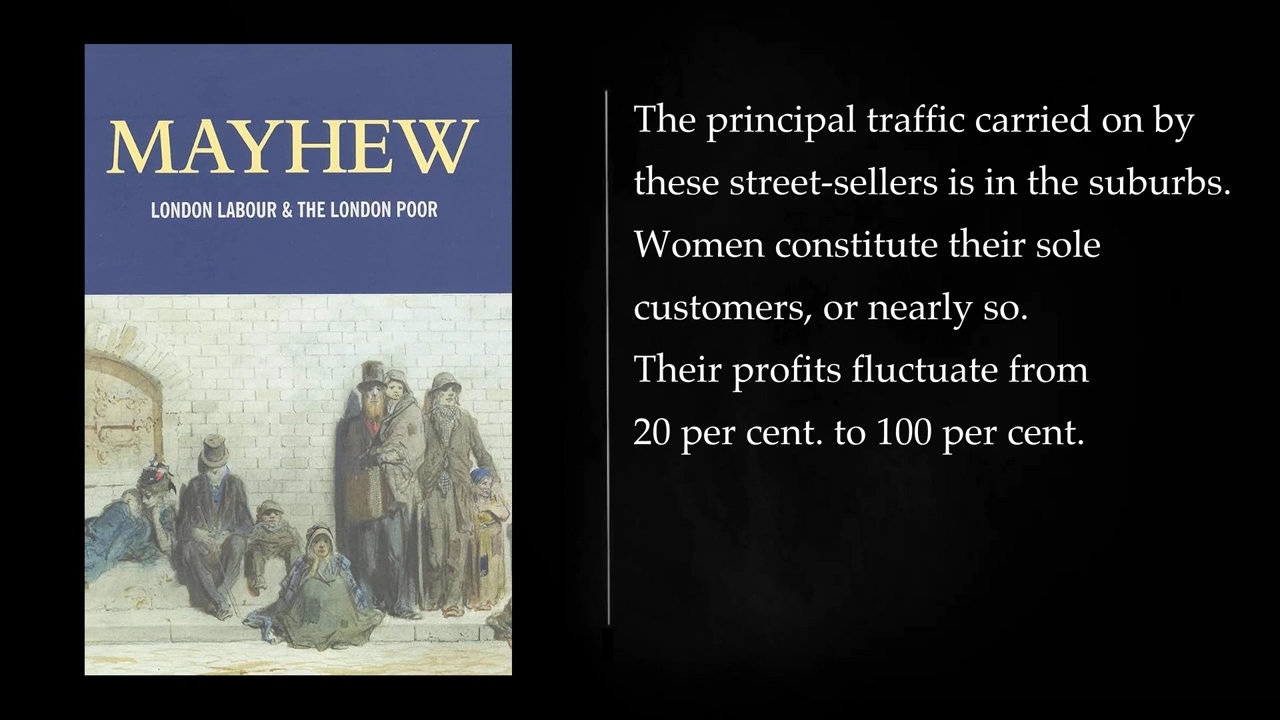 MAYHEW
LONDON LABOUR & THE LONDON POOR
The principal traffic carried on by
these street-sellers is in the suburbs.
Women constitute their sole
customers, or nearly so.
Their profits fluctuate from
20 per cent. to 100 per cent.